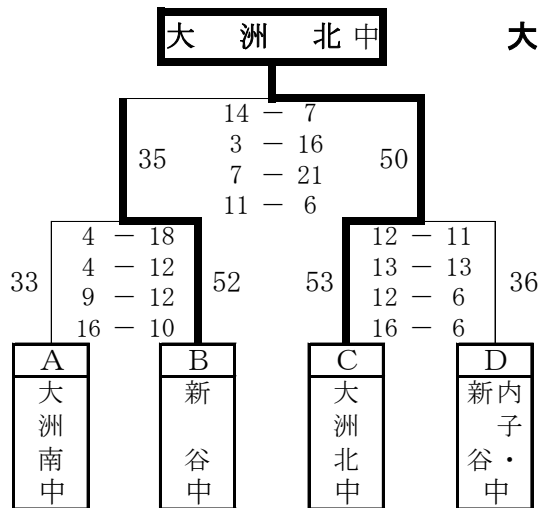 大洲北中
大
14 － 7
3 － 16
7 － 21
11 － 6
35
50
4 － 18
4 － 12
9 － 12
16 － 10
33
52
12 － 11
13 － 13
12 － 6
16 － 6
53
36
A
B
C
D
大洲南中
新谷中
大洲北中
内子・
新谷中